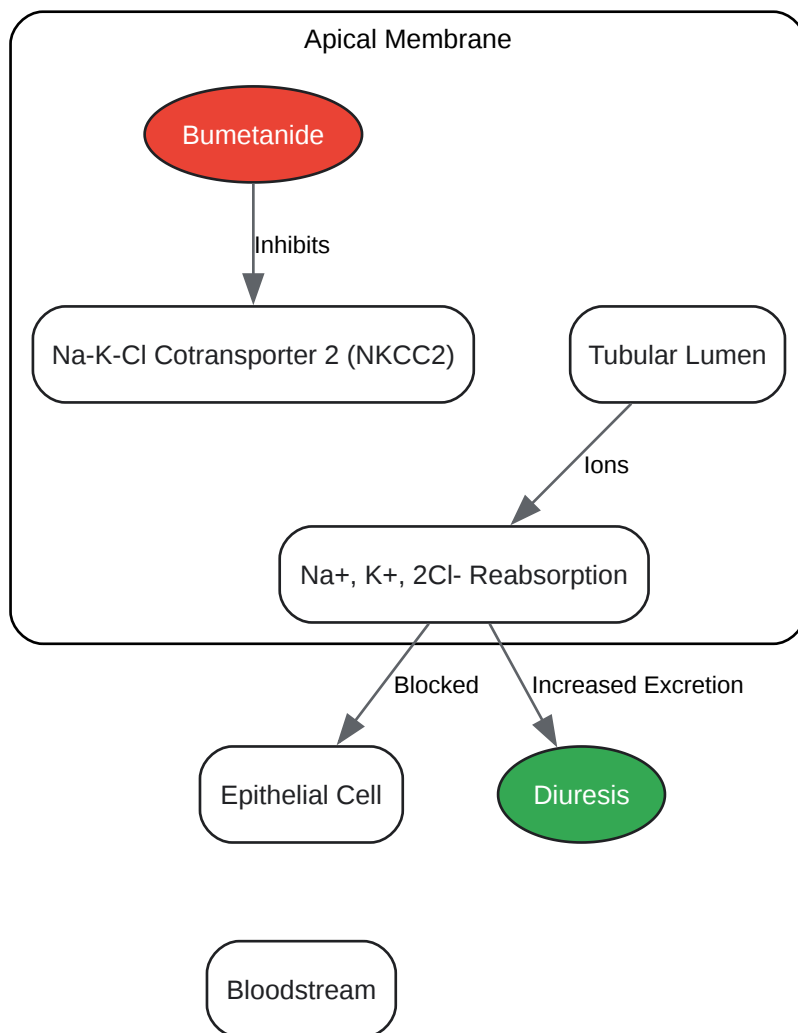 Apical Membrane
Bumetanide
Inhibits
Na-K-Cl Cotransporter 2 (NKCC2)
Tubular Lumen
Ions
Na+, K+, 2Cl- Reabsorption
Blocked
Increased Excretion
Epithelial Cell
Diuresis
Bloodstream